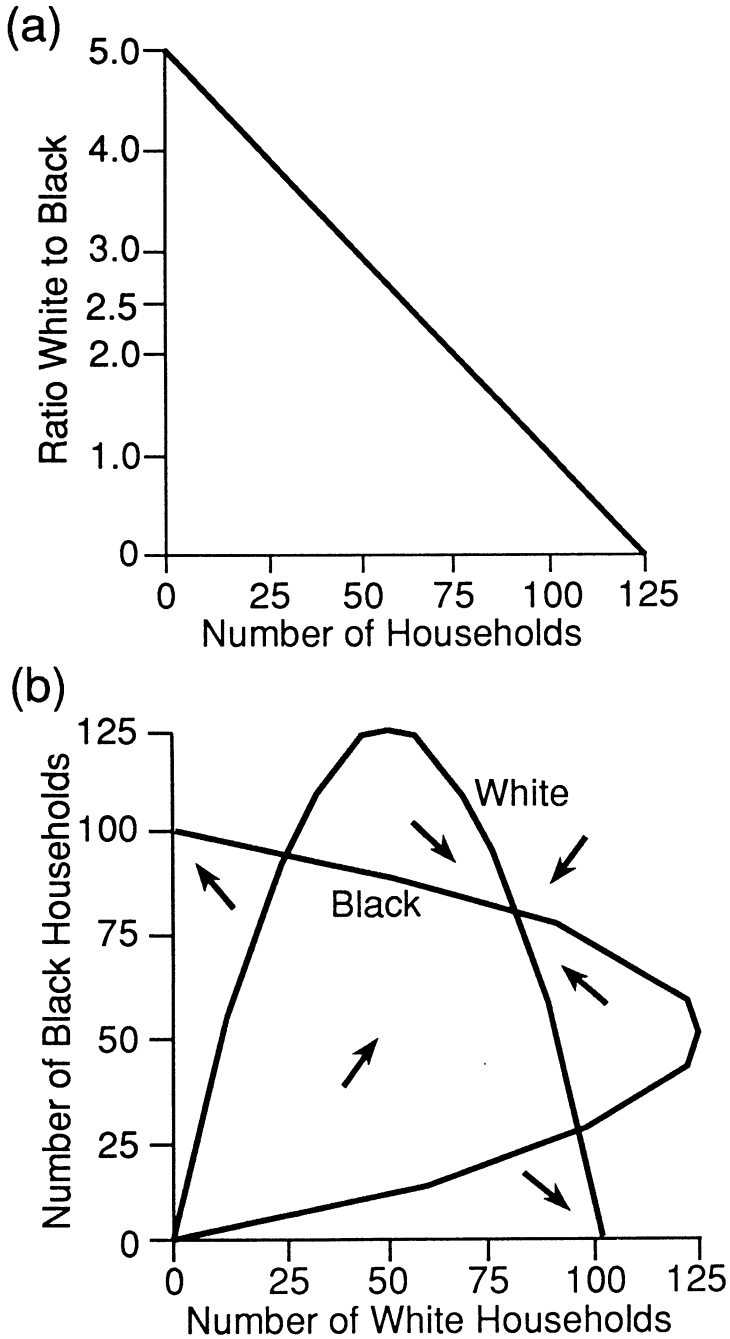 (a)
Ratio White to Black
5.0
4.0
3.0
2.5
2.0
1.0
0
0 25 50 75 100 125
Number of Households
(b)
Number of Black Households
125
100
75
50
25
0
White
Black
0 25 50 75 100 125
Number of White Households